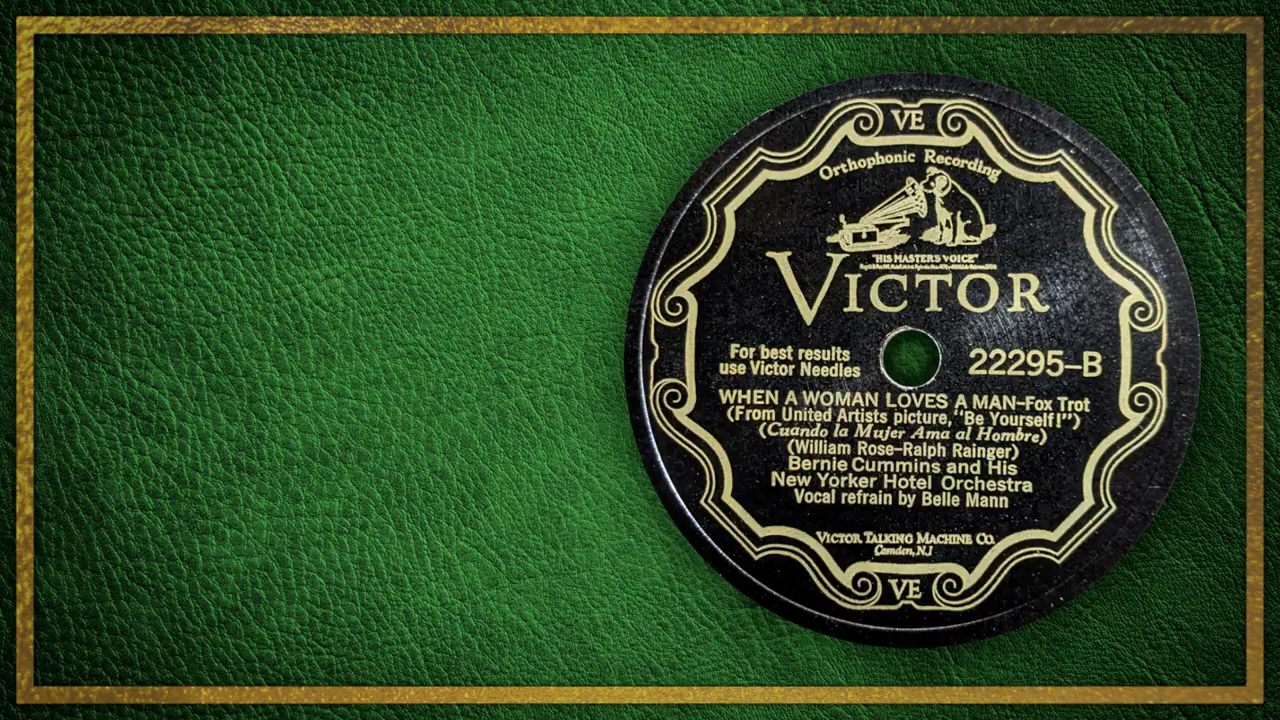 VE
Orthophonic Recording
"HIS MASTER'S VOICE"
VICTOR
For best results
use Victor Needles
22295-B
WHEN A WOMAN LOVES A MAN-Fox Trot
(From United Artists picture, "Be Yourself!")
(Cuando la Mujer Ama al Hombre)
(William Rose-Ralph Rainger)
Bernie Cummins and His
New Yorker Hotel Orchestra
Vocal refrain by Belle Mann
VICTOR TALKING MACHINE CO.
Camden, N.J
VE